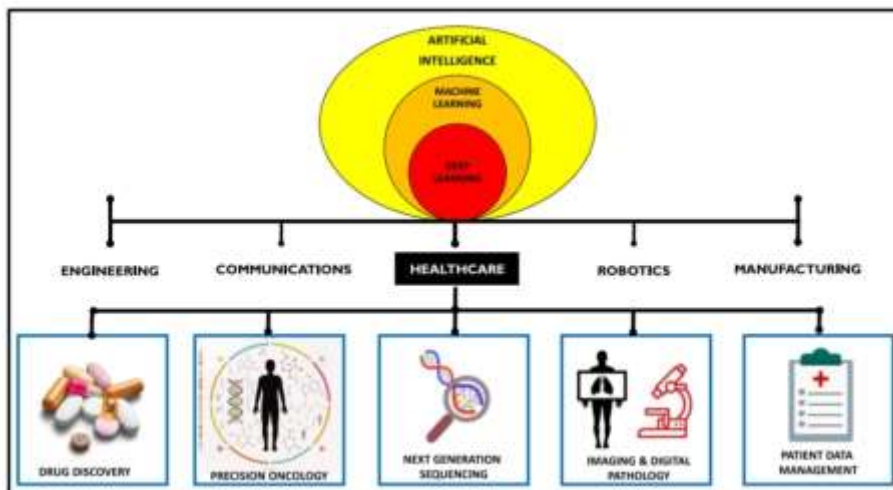 ARTIFICIAL
INTELLIGENCE
MACHINE
LEARNING
DEEP
LEARNING
ENGINEERING
COMMUNICATIONS
HEALTHCARE
ROBOTICS
MANUFACTURING
DRUG DISCOVERY
PRECISION ONCOLOGY
NEXT GENERATION
SEQUENCING
IMAGING & DIGITAL
PATHOLOGY
PATIENT DATA
MANAGEMENT